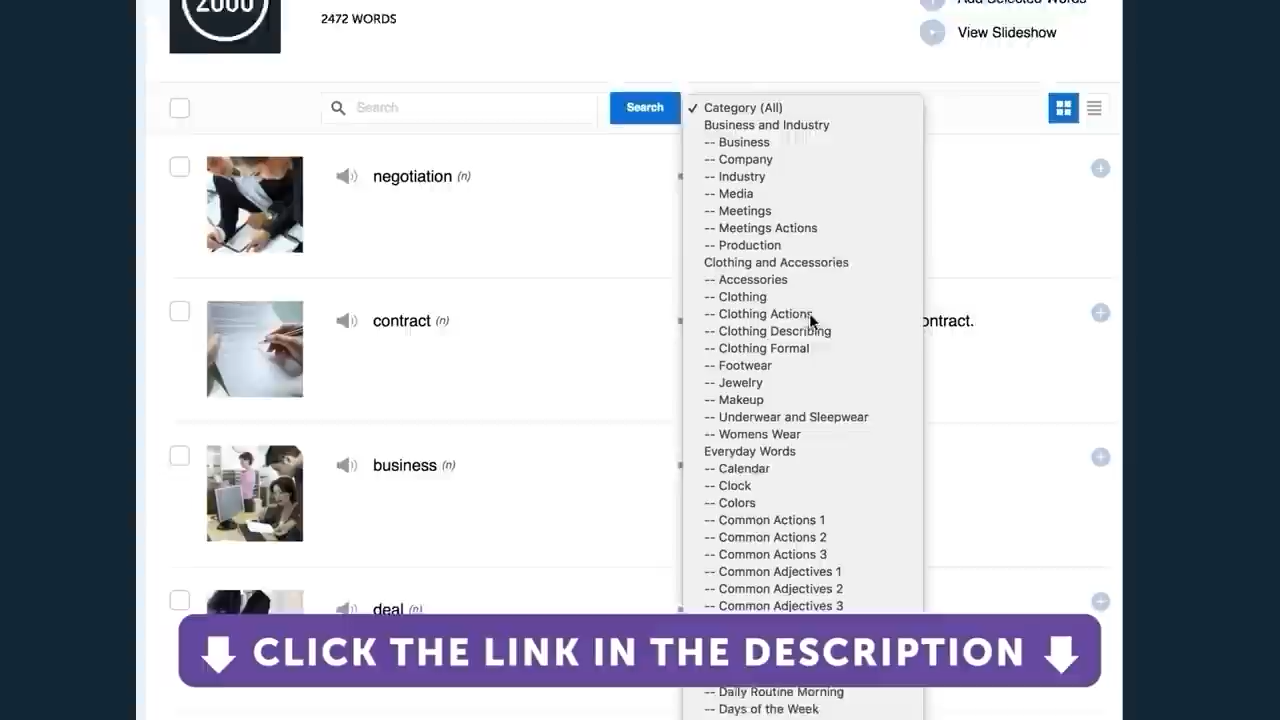 2000
2472 WORDS
Add Selected Words
View Slideshow
Search
Search
✓ Category (All)
Business and Industry
-- Business
-- Company
-- Industry
-- Media
-- Meetings
-- Meetings Actions
-- Production
Clothing and Accessories
-- Accessories
-- Clothing
-- Clothing Actions
-- Clothing Describing
-- Clothing Formal
-- Footwear
-- Jewelry
-- Makeup
-- Underwear and Sleepwear
-- Womens Wear
Everyday Words
-- Calendar
-- Clock
-- Colors
-- Common Actions 1
-- Common Actions 2
-- Common Actions 3
-- Common Adjectives 1
-- Common Adjectives 2
-- Common Adjectives 3
-- Daily Routine Morning
-- Days of the Week
negotiation (n)
contract (n)
ontract.
business (n)
deal (n)
CLICK THE LINK IN THE DESCRIPTION